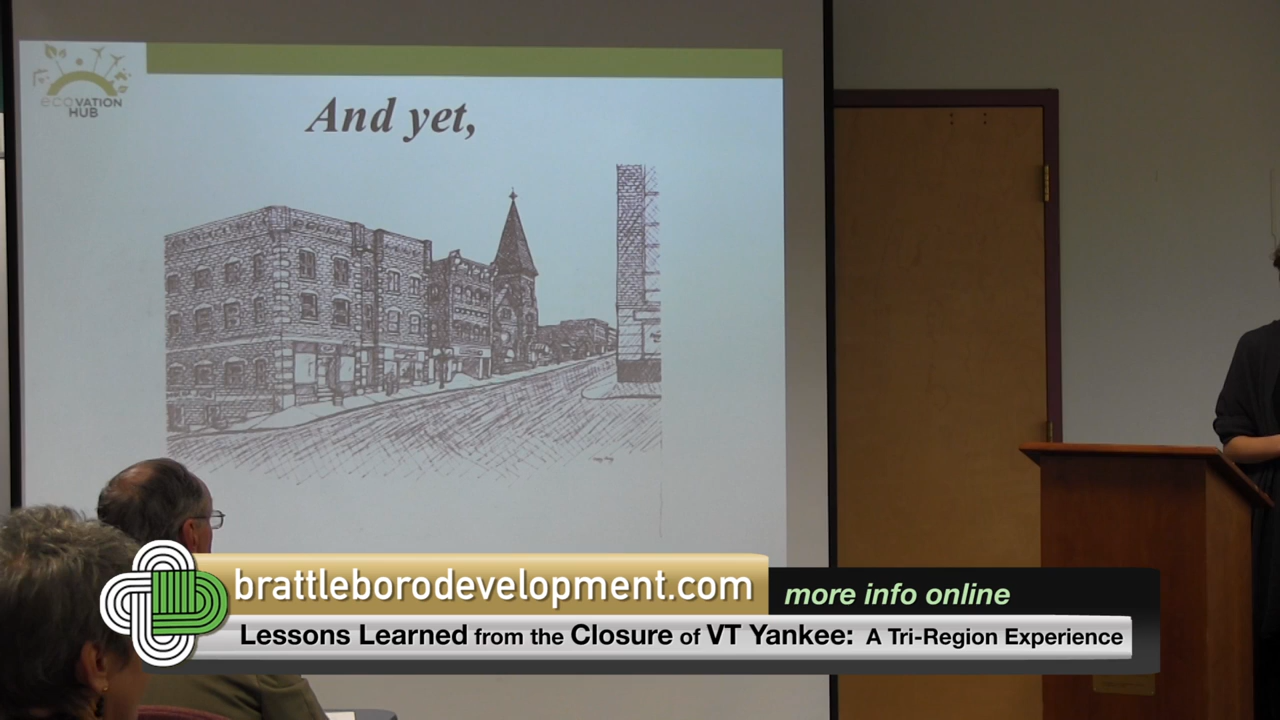 ecovation
HUB
And yet,
brattleborodevelopment.com
more info online
Lessons Learned from the Closure of VT Yankee: A Tri-Region Experience